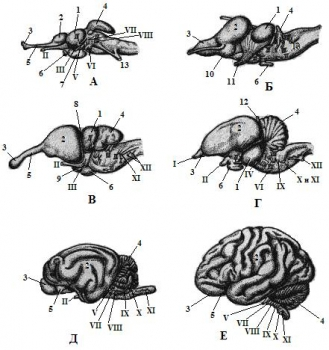 3 2 1 4
5 II 6 III 7 V VI VII VIII 13
А
3 2 1 4
10 11
Б
8 1 4
2
3 5 II 9 III 6 XI XII
В
12 4
2
I 3 II 6 1 IV VI IX X и XI XII
Г
2 4
3 5 II V VII VIII IX X XI
Д
2
3 5 V VII VIII IX X XI 4
Е